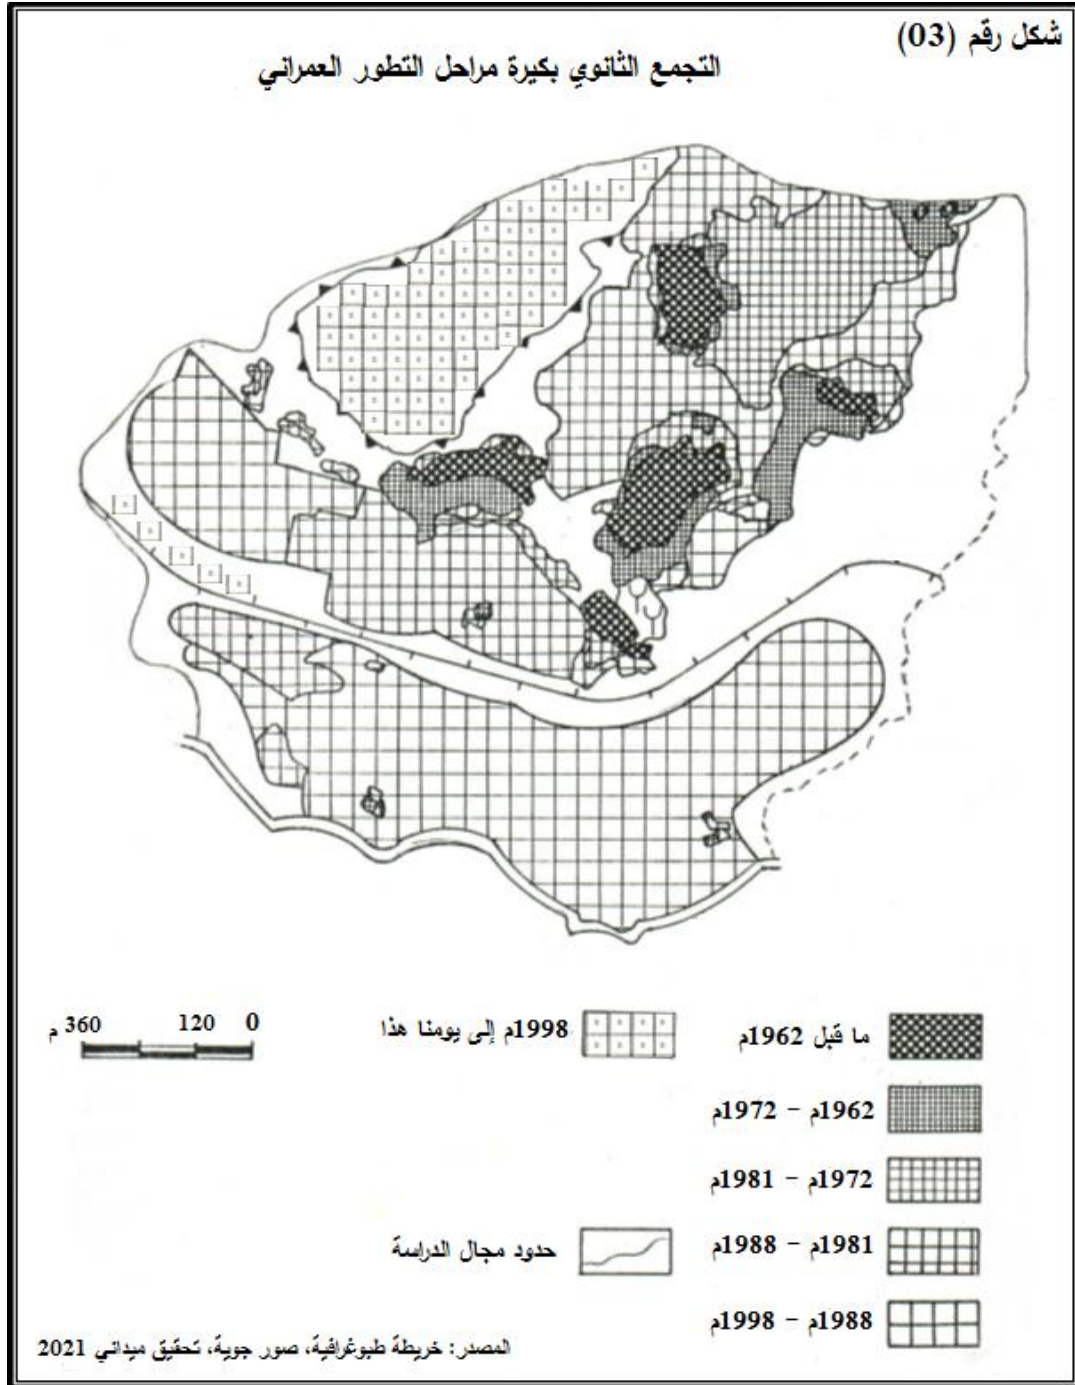 شكل رقم (03)
التجمع الثانوي بكيرة مراحل التطور العمراني
ما قبل 1962م
1962م - 1972م
1972م - 1981م
1981م - 1988م
1988م - 1998م
1998م إلى يومنا هذا
حدود مجال الدراسة
0 120 360 م
المصدر: خريطة طبوغرافية، صور جوية، تحقيق ميداني 2021